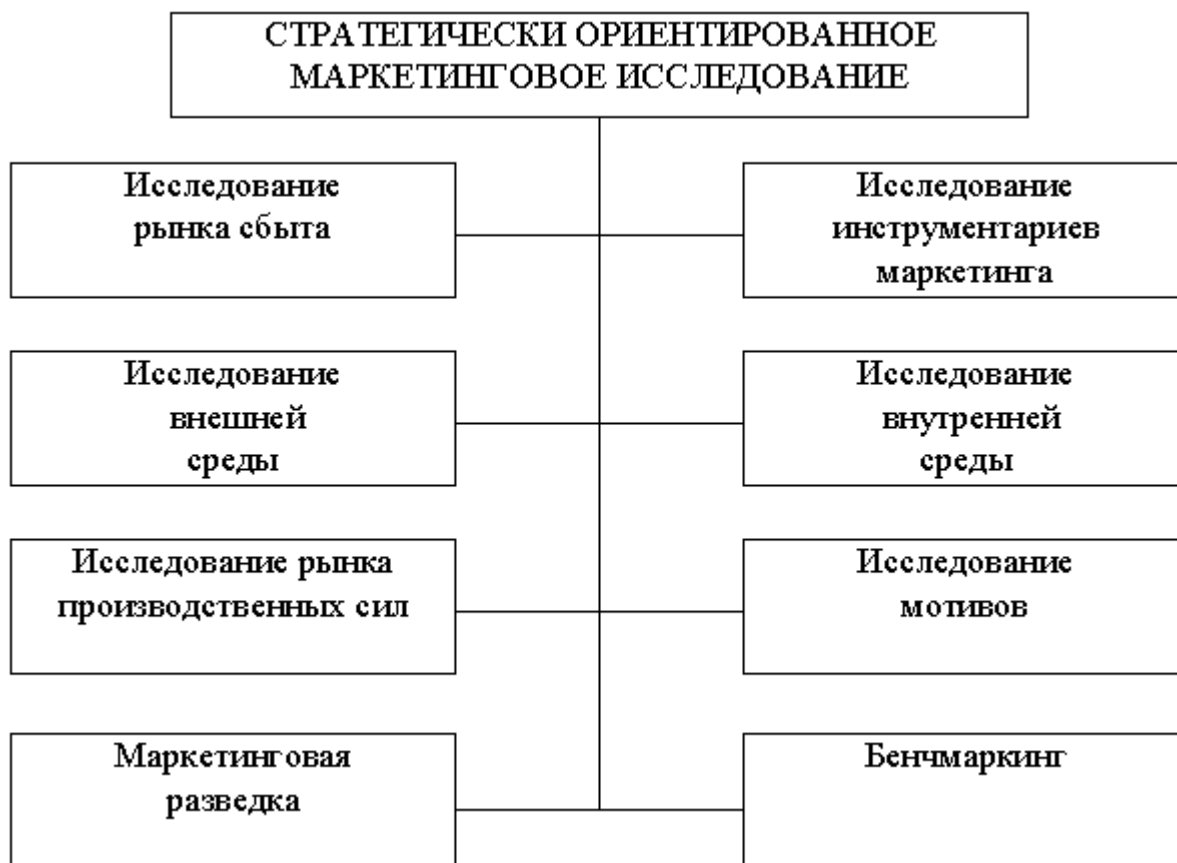 СТРАТЕГИЧЕСКИ ОРИЕНТИРОВАННОЕ
МАРКЕТИНГОВОЕ ИССЛЕДОВАНИЕ
Исследование
рынка сбыта
Исследование
инструментариев
маркетинга
Исследование
внешней
среды
Исследование
внутренней
среды
Исследование рынка
производственных сил
Исследование
мотивов
Маркетинговая
разведка
Бенчмаркинг